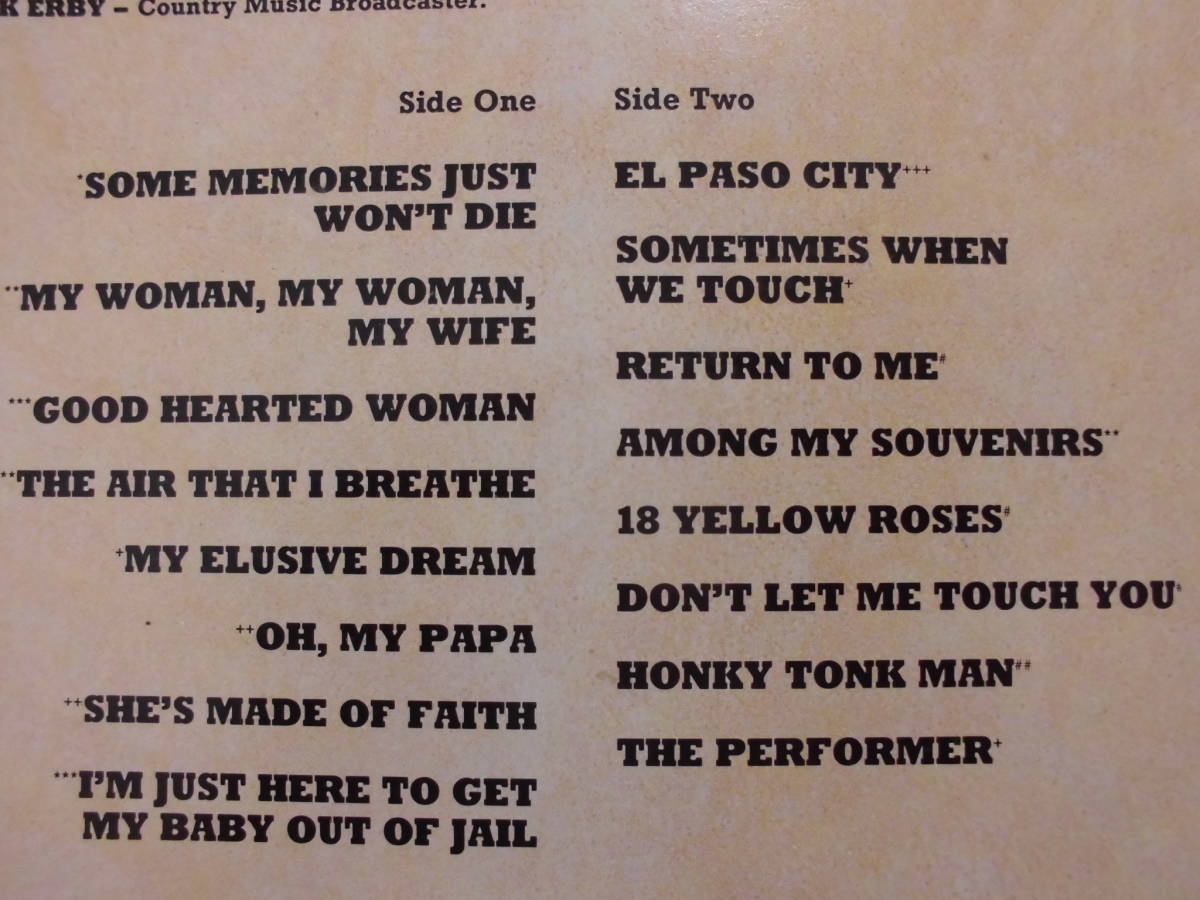 K ERBY – Country Music Broadcaster.
Side One
*SOME MEMORIES JUST
WON'T DIE
**MY WOMAN, MY WOMAN,
MY WIFE
***GOOD HEARTED WOMAN
**THE AIR THAT I BREATHE
+MY ELUSIVE DREAM
++OH, MY PAPA
++SHE'S MADE OF FAITH
***I'M JUST HERE TO GET
MY BABY OUT OF JAIL
Side Two
EL PASO CITY+++
SOMETIMES WHEN
WE TOUCH+
RETURN TO ME#
AMONG MY SOUVENIRS**
18 YELLOW ROSES#
DON'T LET ME TOUCH YOU
HONKY TONK MAN##
THE PERFORMER+